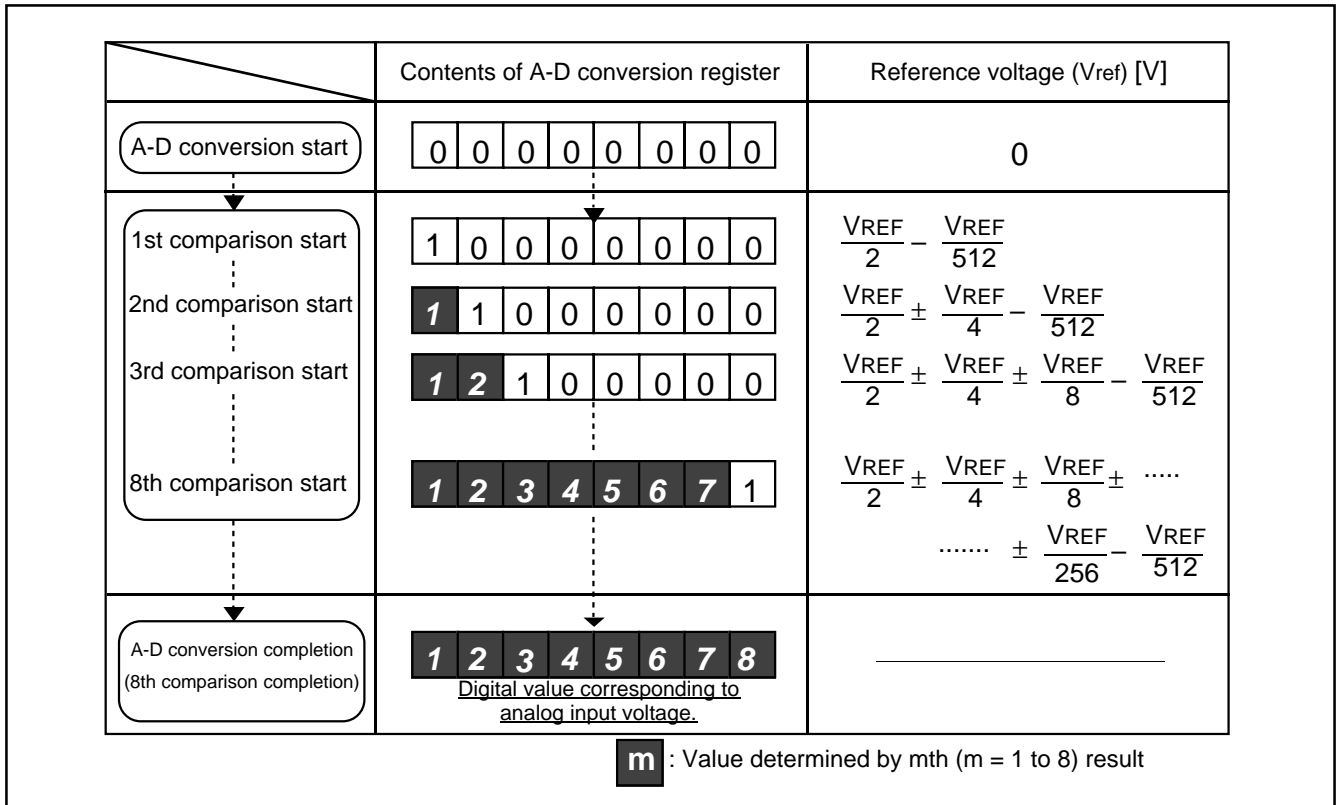 Contents of A-D conversion register
Reference voltage (Vref) [V]
A-D conversion start
0 0 0 0 0 0 0 0
0
1st comparison start
1 0 0 0 0 0 0 0
VREF/2 – VREF/512
2nd comparison start
1 1 0 0 0 0 0 0
VREF/2 ± VREF/4 – VREF/512
3rd comparison start
1 2 1 0 0 0 0 0
VREF/2 ± VREF/4 ± VREF/8 – VREF/512
8th comparison start
1 2 3 4 5 6 7 1
VREF/2 ± VREF/4 ± VREF/8 ± .....
....... ± VREF/256 – VREF/512
A-D conversion completion
(8th comparison completion)
1 2 3 4 5 6 7 8
Digital value corresponding to
analog input voltage.
m : Value determined by mth (m = 1 to 8) result